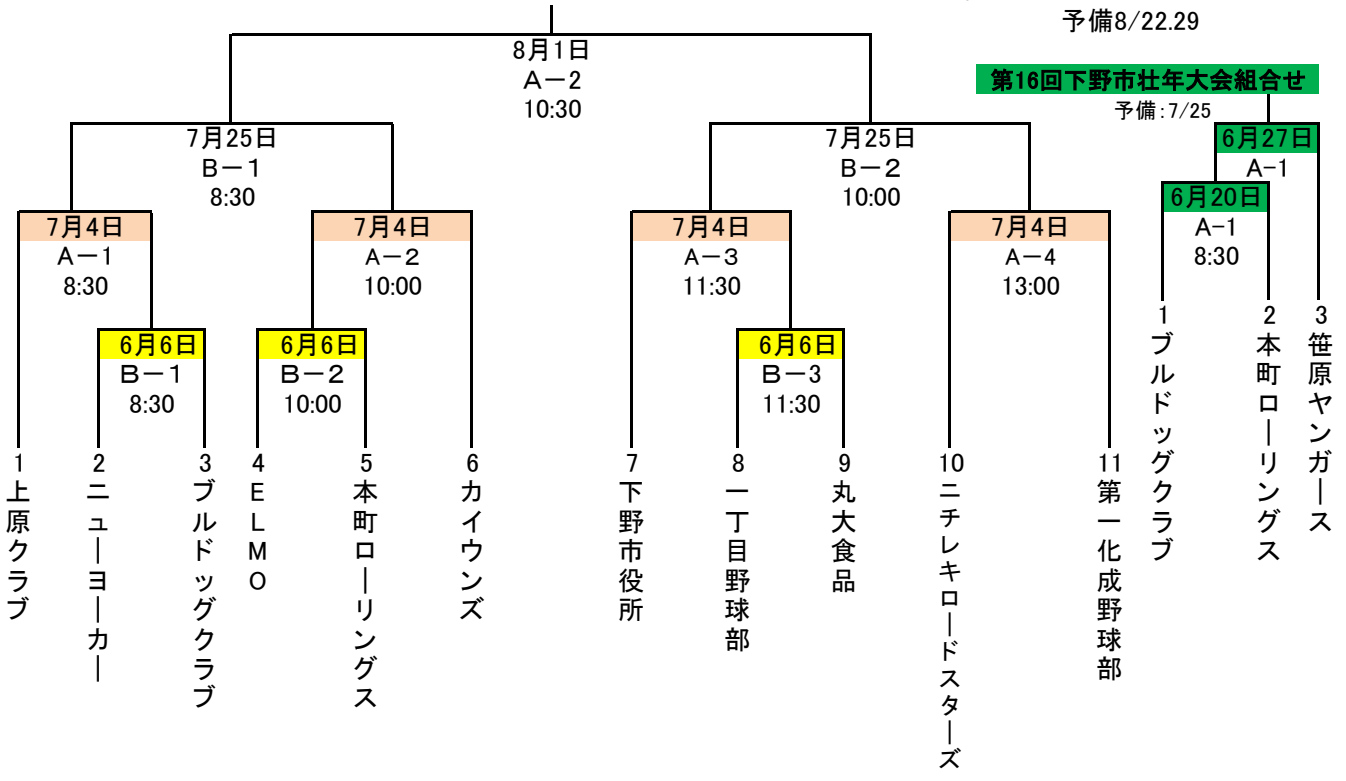 予備8/22.29
8月1日
A－2
10:30
第16回下野市壮年大会組合せ
予備：7/25
7月25日
B－1
8:30
7月25日
B－2
10:00
6月27日
A-1
6月20日
A-1
8:30
7月4日
A－1
8:30
7月4日
A－2
10:00
7月4日
A－3
11:30
7月4日
A－4
13:00
6月6日
B－1
8:30
6月6日
B－2
10:00
6月6日
B－3
11:30
1
上原クラブ
2
ニューヨーカー
3
ブルドッグクラブ
4
ELMO
5
本町ローリングス
6
カイウンズ
7
下野市役所
8
一丁目野球部
9
丸大食品
10
ニチレキロードスターズ
11
第一化成野球部
1
ブルドッグクラブ
2
本町ローリングス
3
笹原ヤンガース